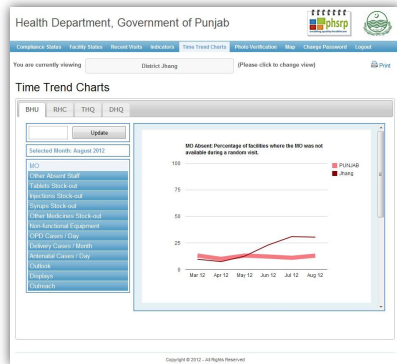 Health Department, Government of Punjab
phsrp
Compliance Status Facility Status Recent Visits Indicators Time Trend Charts Photo Verification Map Change Password Logout
You are currently viewing District Jhang (Please click to change view) Print
Time Trend Charts
BHU RHC THQ DHQ
Update
Selected Month: August 2012
MO
Other Absent Staff
Tablets Stock-out
Injections Stock-out
Syrups Stock-out
Other Medicines Stock-out
Non-functional Equipment
OPD Cases / Day
Delivery Cases / Month
Antenatal Cases / Day
Outlook
Displays
Outreach
MO Absent: Percentage of facilities where the MO was not
available during a random visit.
100
75
50
25
0
Mar 12 Apr 12 May 12 Jun 12 Jul 12 Aug 12
PUNJAB
Jhang
Copyright © 2012 - All Rights Reserved